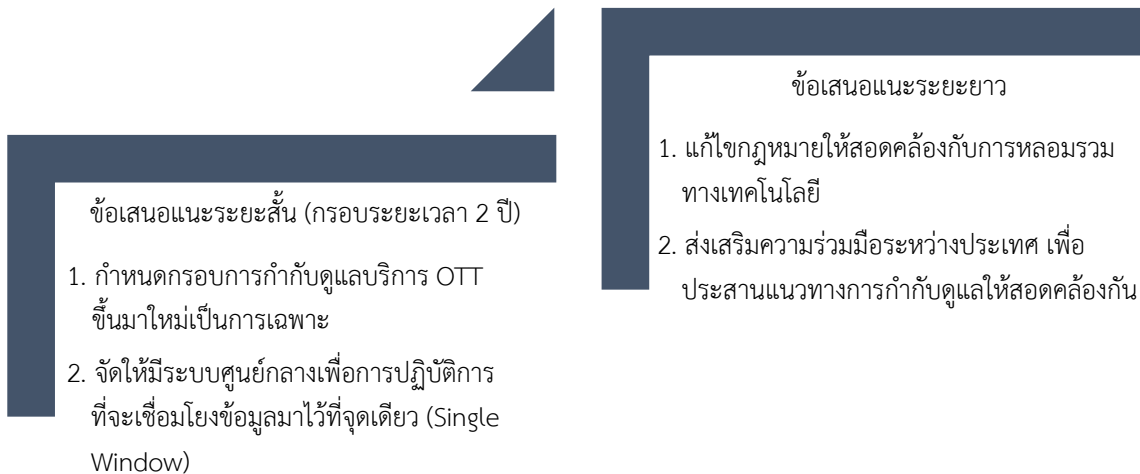 ข้อเสนอแนะระยะสั้น (กรอบระยะเวลา 2 ปี)
1. กำหนดกรอบการกำกับดูแลบริการ OTT
ขึ้นมาใหม่เป็นการเฉพาะ
2. จัดให้มีระบบศูนย์กลางเพื่อการปฏิบัติการ
ที่จะเชื่อมโยงข้อมูลมาไว้ที่จุดเดียว (Single
Window)
ข้อเสนอแนะระยะยาว
1. แก้ไขกฎหมายให้สอดคล้องกับการหลอมรวม
ทางเทคโนโลยี
2. ส่งเสริมความร่วมมือระหว่างประเทศ เพื่อ
ประสานแนวทางการกำกับดูแลให้สอดคล้องกัน